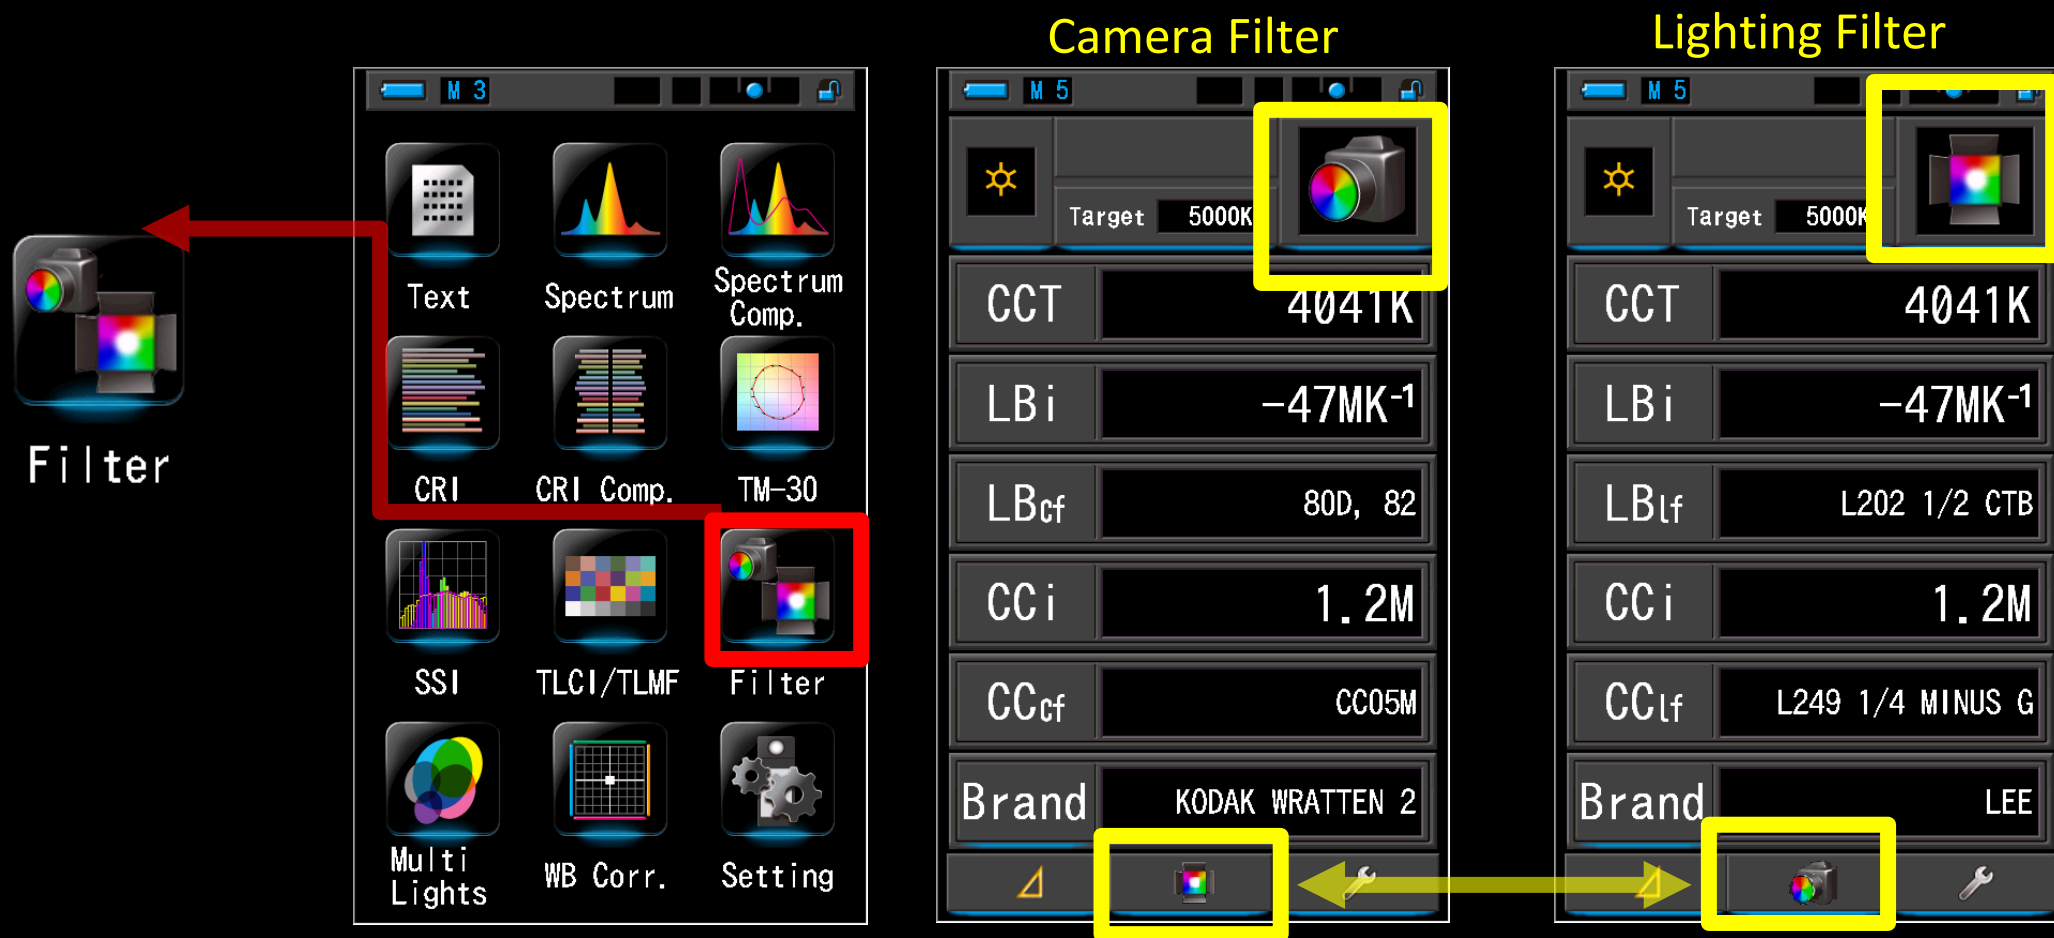 Camera Filter
Lighting Filter
Filter
M 3
Text
Spectrum
Spectrum
Comp.
CRI
CRI Comp.
TM-30
SSI
TLCI/TLMF
Filter
Multi
Lights
WB Corr.
Setting
M 5
Target 5000K
CCT 4041K
LBi -47MK⁻¹
LBcf 80D, 82
CCi 1.2M
CCcf CC05M
Brand KODAK WRATTEN 2
M 5
Target 5000K
CCT 4041K
LBi -47MK⁻¹
LBlf L202 1/2 CTB
CCi 1.2M
CClf L249 1/4 MINUS G
Brand LEE